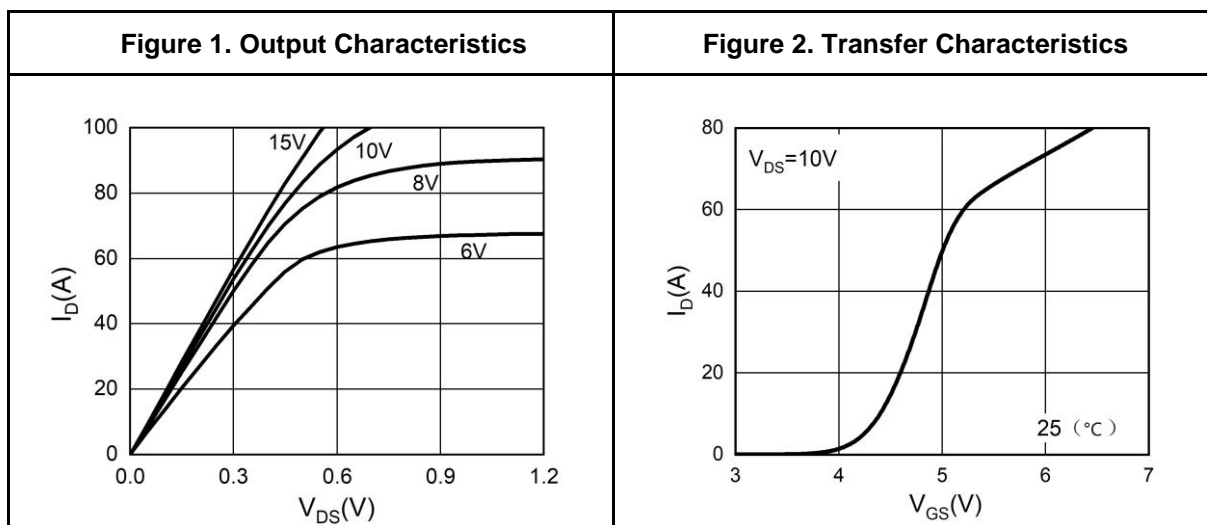 Figure 1. Output Characteristics
100
80
60
40
20
0
15V
10V
8V
6V
0.0 0.3 0.6 0.9 1.2
I_D(A)
V_DS(V)
Figure 2. Transfer Characteristics
80
60
40
20
0
V_DS=10V
25 (℃)
3 4 5 6 7
I_D(A)
V_GS(V)